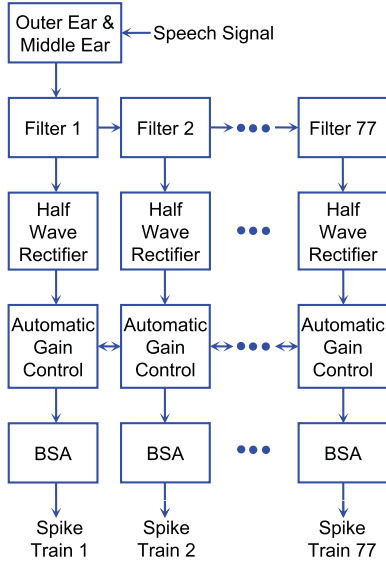 Outer Ear &
Middle Ear
Speech Signal
Filter 1
Filter 2
Filter 77
Half
Wave
Rectifier
Half
Wave
Rectifier
Half
Wave
Rectifier
Automatic
Gain
Control
Automatic
Gain
Control
Automatic
Gain
Control
BSA
BSA
BSA
Spike
Train 1
Spike
Train 2
Spike
Train 77